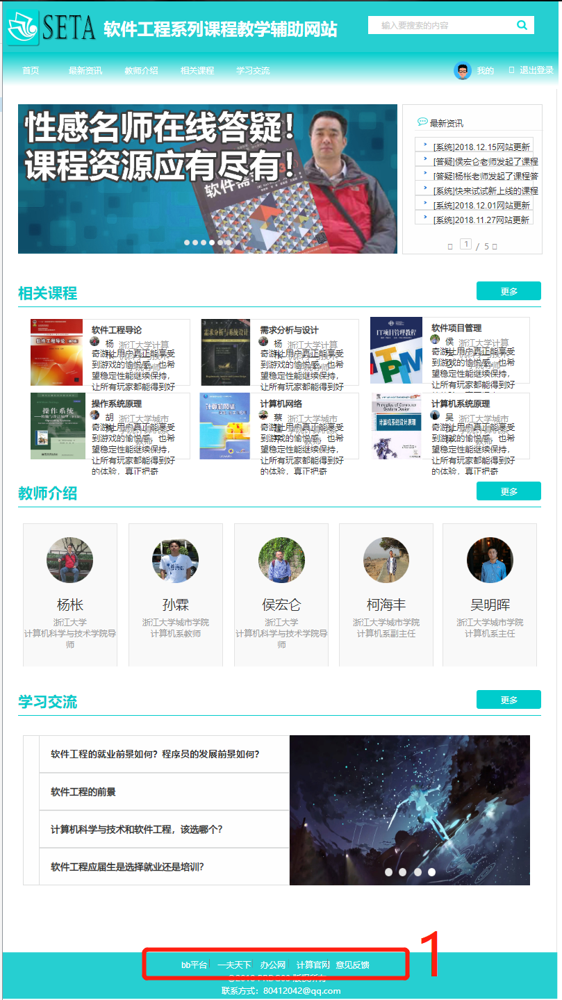 SETA 软件工程系列课程教学辅助网站
输入要搜索的内容
首页 最新资讯 教师介绍 相关课程 学习交流 我的 退出登录
性感名师在线答疑！
课程资源应有尽有！
软件需
最新资讯
[系统]2018.12.15网站更新
[答疑]侯宏仑老师发起了课程
[答疑]杨枨老师发起了课程答
[系统]快来试试新上线的课程
[系统]2018.12.01网站更新
[系统]2018.11.27网站更新
1 / 5
相关课程 更多
软件工程导论
杨 浙江大学计算
奇游让用户真正能享受
到游戏的愉悦感，也希
望稳定性能继续保持，
让所有玩家都能得到好
需求分析与设计
杨 浙江大学计算
奇游让用户真正能享受
到游戏的愉悦感，也希
望稳定性能继续保持，
让所有玩家都能得到好
IT项目管理教程
软件项目管理
侯 浙江大学计算
奇游让用户真正能享受
到游戏的愉悦感，也希
望稳定性能继续保持，
让所有玩家都能得到好
操作系统
操作系统原理
胡 浙江大学城市
奇游让用户真正能享受
到游戏的愉悦感，也希
望稳定性能继续保持，
让所有玩家都能得到好
的体验，真正把奇
计算机网络
计算机网络
蔡 浙江大学城市
奇游让用户真正能享受
到游戏的愉悦感，也希
望稳定性能继续保持，
让所有玩家都能得到好
的体验，真正把奇
Principles of Computer
System Design
计算机系统设计原理
计算机系统原理
吴 浙江大学城市
奇游让用户真正能享受
到游戏的愉悦感，也希
望稳定性能继续保持，
让所有玩家都能得到好
的体验，真正把奇
教师介绍 更多
杨枨
浙江大学
计算机科学与技术学院导
师
孙霖
浙江大学城市学院
计算机系教师
侯宏仑
浙江大学
计算机科学与技术学院导
师
柯海丰
浙江大学城市学院
计算机系副主任
吴明晖
浙江大学城市学院
计算机系主任
学习交流 更多
软件工程的就业前景如何？程序员的发展前景如何？
软件工程的前景
计算机科学与技术和软件工程，该选哪个？
软件工程应届生是选择就业还是培训？
1
bb平台 一夫天下 办公网 计算官网 意见反馈
版权所有
联系方式：80412042@qq.com